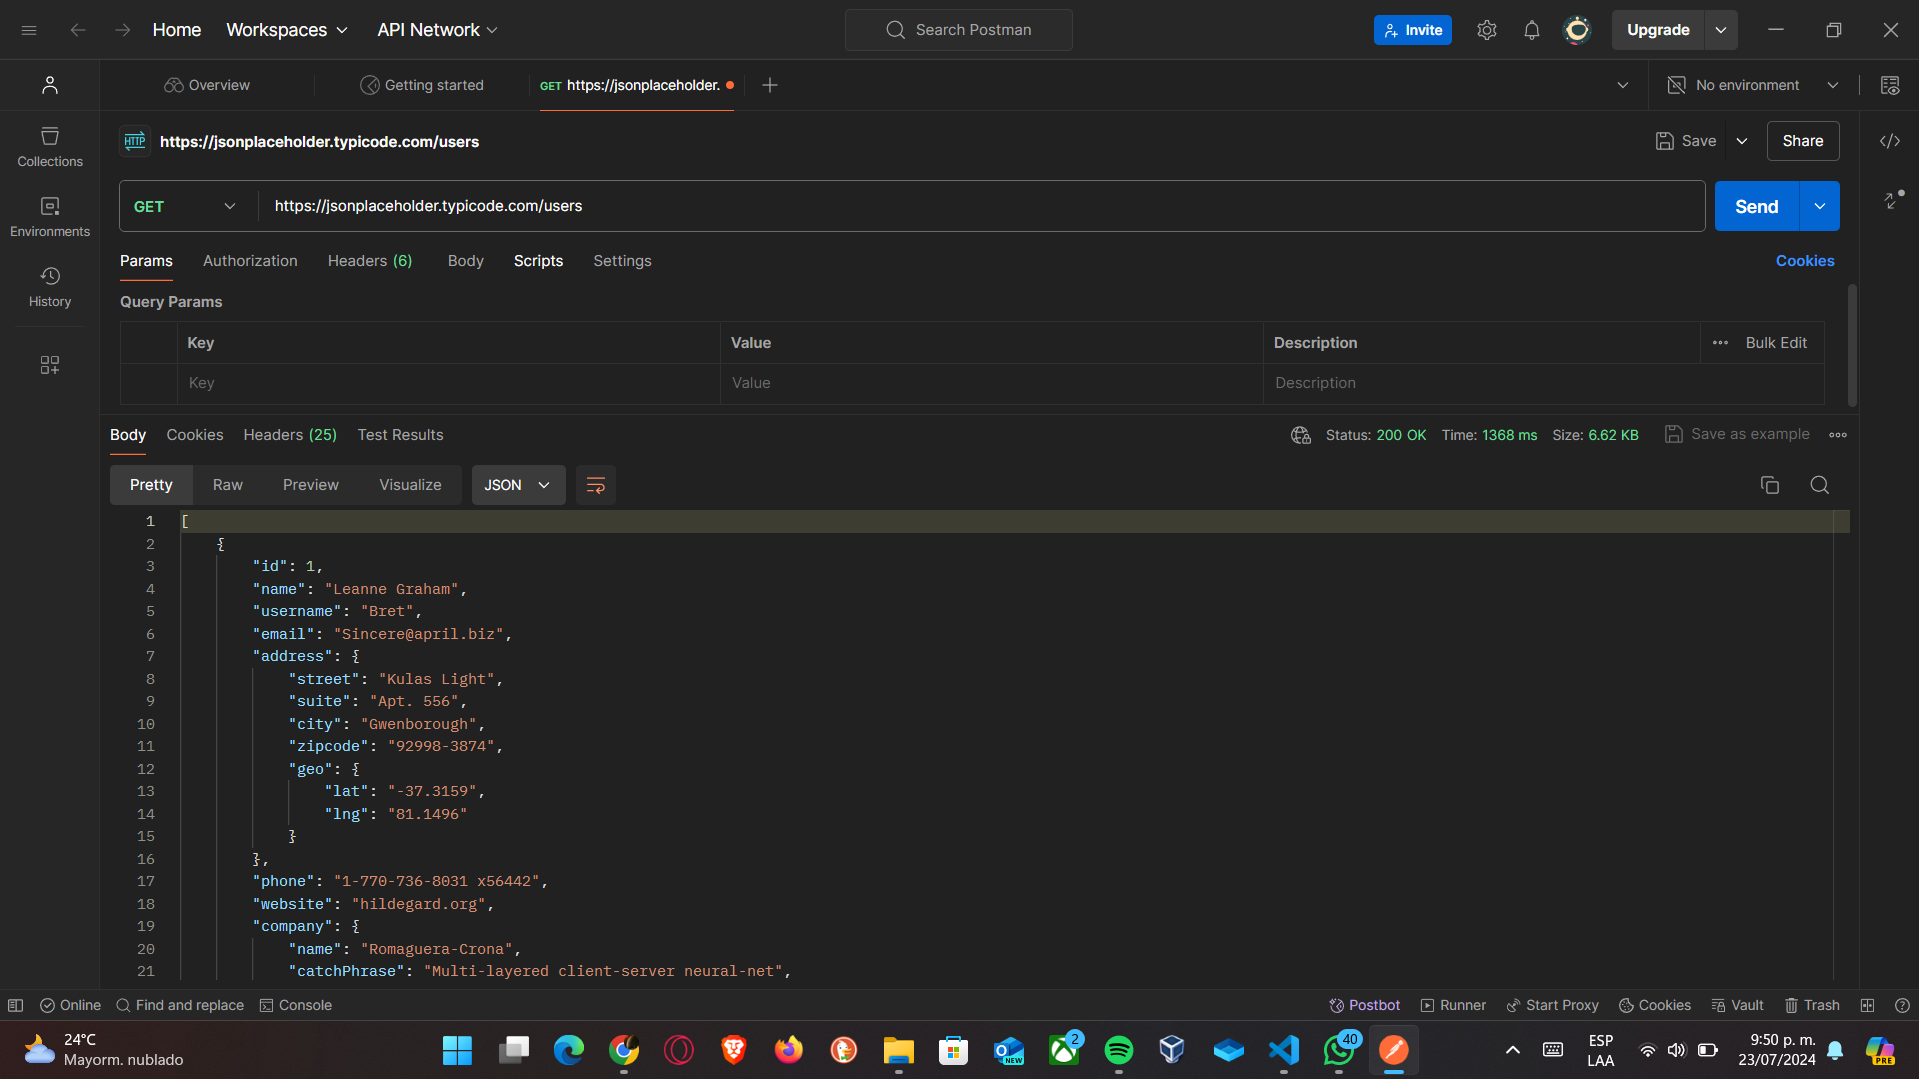 Home Workspaces API Network Search Postman Invite Upgrade
Overview Getting started GET https://jsonplaceholder. No environment
HTTP https://jsonplaceholder.typicode.com/users Save Share
Collections
GET https://jsonplaceholder.typicode.com/users Send
Environments
Params Authorization Headers (6) Body Scripts Settings Cookies
History
Query Params
Key Value Description Bulk Edit
Key Value Description
Body Cookies Headers (25) Test Results Status: 200 OK Time: 1368 ms Size: 6.62 KB Save as example
Pretty Raw Preview Visualize JSON
1 [
2 {
3 "id": 1,
4 "name": "Leanne Graham",
5 "username": "Bret",
6 "email": "Sincere@april.biz",
7 "address": {
8 "street": "Kulas Light",
9 "suite": "Apt. 556",
10 "city": "Gwenborough",
11 "zipcode": "92998-3874",
12 "geo": {
13 "lat": "-37.3159",
14 "lng": "81.1496"
15 }
16 },
17 "phone": "1-770-736-8031 x56442",
18 "website": "hildegard.org",
19 "company": {
20 "name": "Romaguera-Crona",
21 "catchPhrase": "Multi-layered client-server neural-net",
Online Find and replace Console Postbot Runner Start Proxy Cookies Vault Trash
24°C
Mayorm. nublado
NEW
2
40
ESP
LAA
9:50 p. m.
23/07/2024
PRE